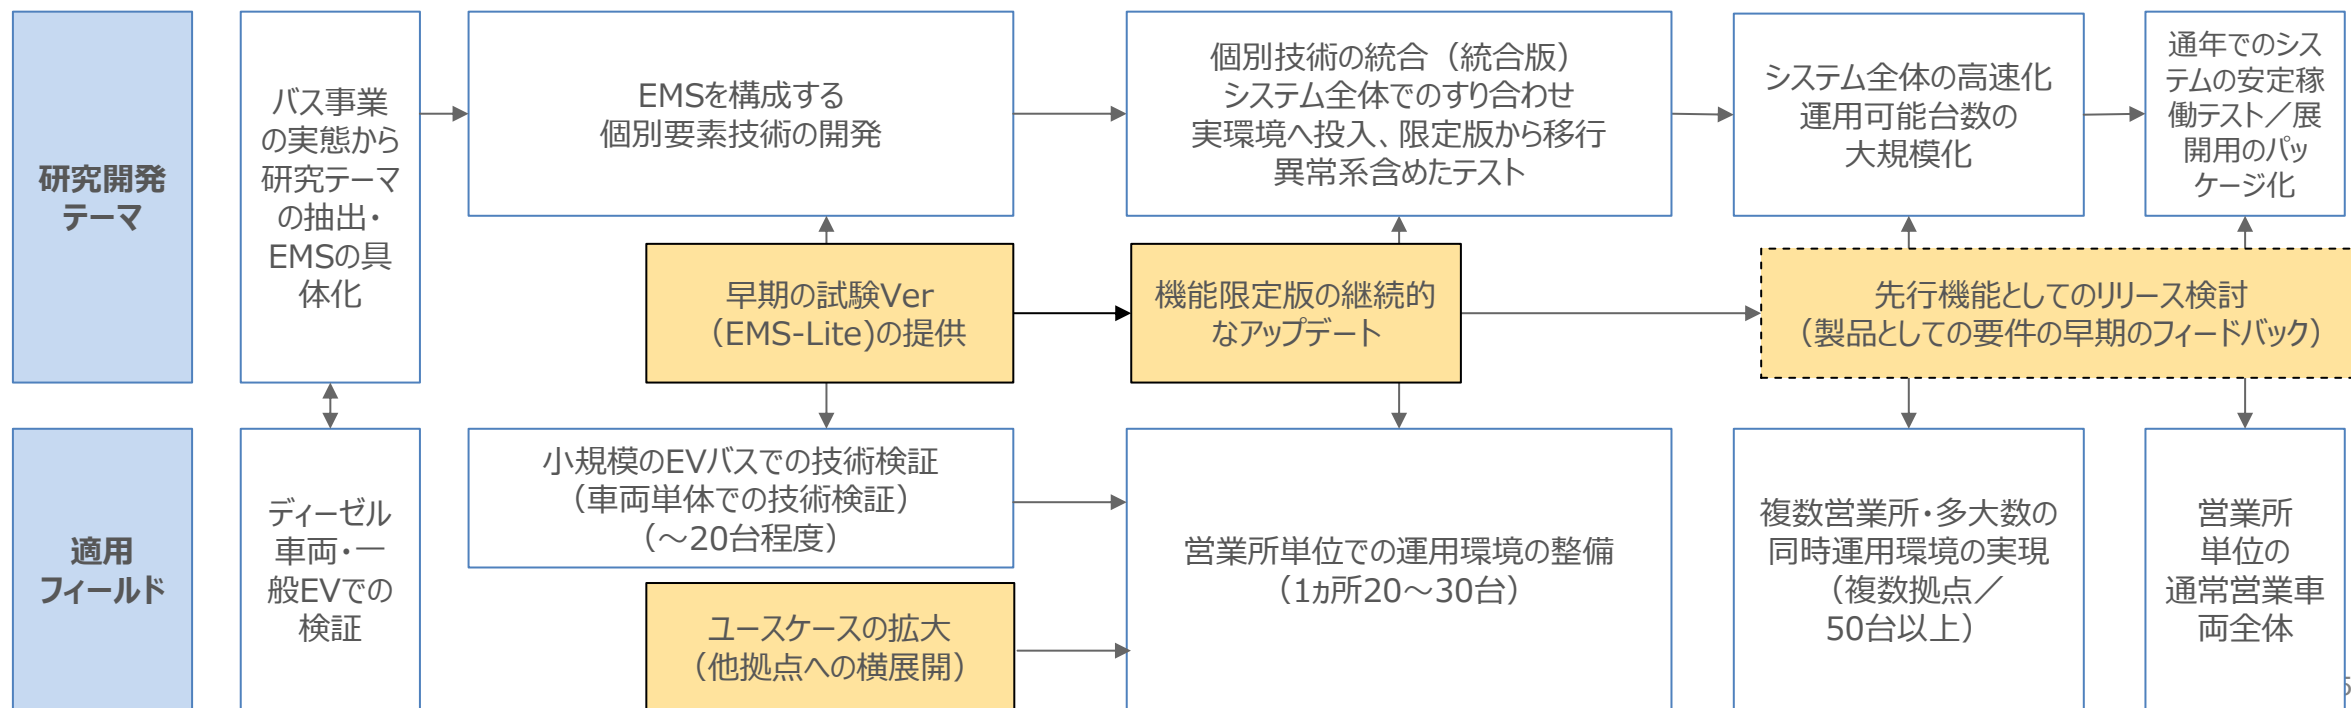 研究開発
テーマ
バス事業
の実態から
研究テーマ
の抽出・
EMSの具
体化
EMSを構成する
個別要素技術の開発
個別技術の統合（統合版）
システム全体でのすり合わせ
実環境へ投入、限定版から移行
異常系含めたテスト
システム全体の高速化
運用可能台数の
大規模化
通年でのシス
テムの安定稼
働テスト／展
開用のパッ
ケージ化
早期の試験Ver
（EMS-Lite)の提供
機能限定版の継続的
なアップデート
先行機能としてのリリース検討
（製品としての要件の早期のフィードバック）
適用
フィールド
ディーゼル
車両・一
般EVでの
検証
小規模のEVバスでの技術検証
（車両単体での技術検証）
（～20台程度）
ユースケースの拡大
（他拠点への横展開）
営業所単位での運用環境の整備
（1ヵ所20～30台）
複数営業所・多大数の
同時運用環境の実現
（複数拠点／
50台以上）
営業所
単位の
通常営業車
両全体